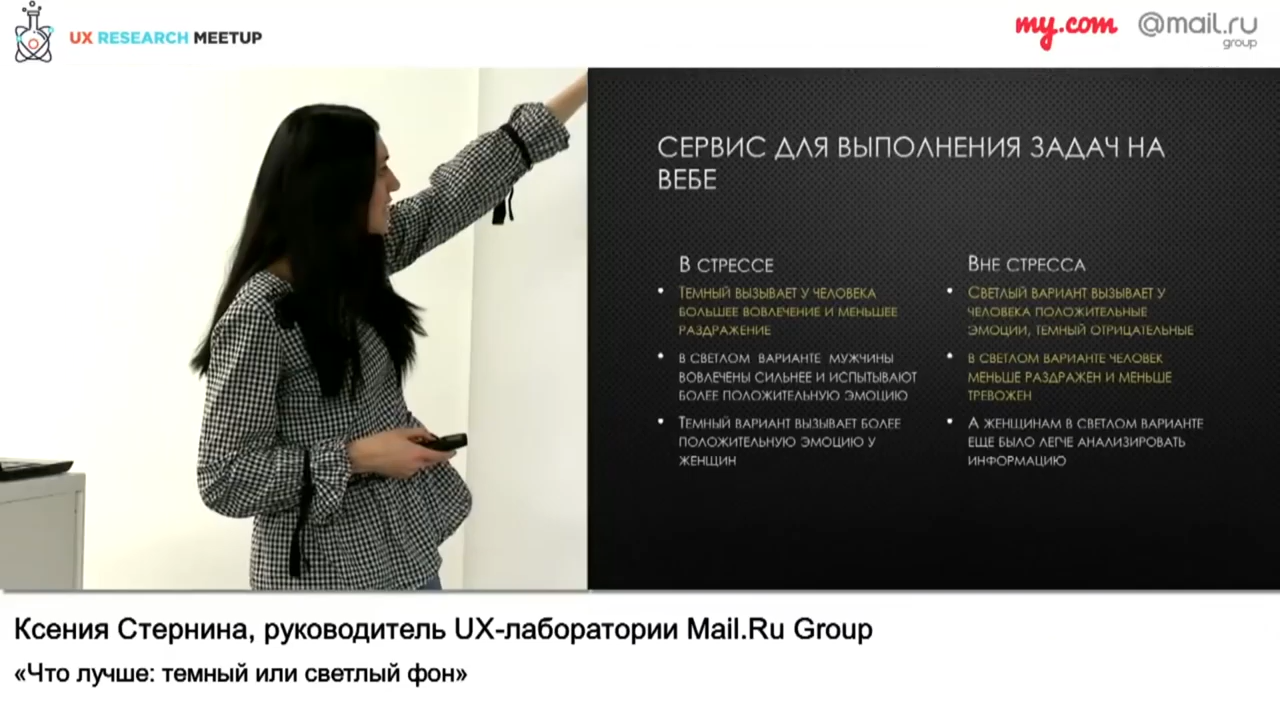 UX RESEARCH MEETUP
my.com @mail.ru
group
СЕРВИС ДЛЯ ВЫПОЛНЕНИЯ ЗАДАЧ НА
ВЕБЕ
В СТРЕССЕ
• ТЕМНЫЙ ВЫЗЫВАЕТ У ЧЕЛОВЕКА
БОЛЬШЕЕ ВОВЛЕЧЕНИЕ И МЕНЬШЕЕ
РАЗДРАЖЕНИЕ
• В СВЕТЛОМ ВАРИАНТЕ МУЖЧИНЫ
ВОВЛЕЧЕНЫ СИЛЬНЕЕ И ИСПЫТЫВАЮТ
БОЛЕЕ ПОЛОЖИТЕЛЬНУЮ ЭМОЦИЮ
• ТЕМНЫЙ ВАРИАНТ ВЫЗЫВАЕТ БОЛЕЕ
ПОЛОЖИТЕЛЬНУЮ ЭМОЦИЮ У
ЖЕНЩИН
ВНЕ СТРЕССА
• СВЕТЛЫЙ ВАРИАНТ ВЫЗЫВАЕТ У
ЧЕЛОВЕКА ПОЛОЖИТЕЛЬНЫЕ
ЭМОЦИИ, ТЕМНЫЙ ОТРИЦАТЕЛЬНЫЕ
• В СВЕТЛОМ ВАРИАНТЕ ЧЕЛОВЕК
МЕНЬШЕ РАЗДРАЖЕН И МЕНЬШЕ
ТРЕВОЖЕН
• А ЖЕНЩИНАМ В СВЕТЛОМ ВАРИАНТЕ
ЕЩЕ БЫЛО ЛЕГЧЕ АНАЛИЗИРОВАТЬ
ИНФОРМАЦИЮ
Ксения Стернина, руководитель UX-лаборатории Mail.Ru Group
«Что лучше: темный или светлый фон»